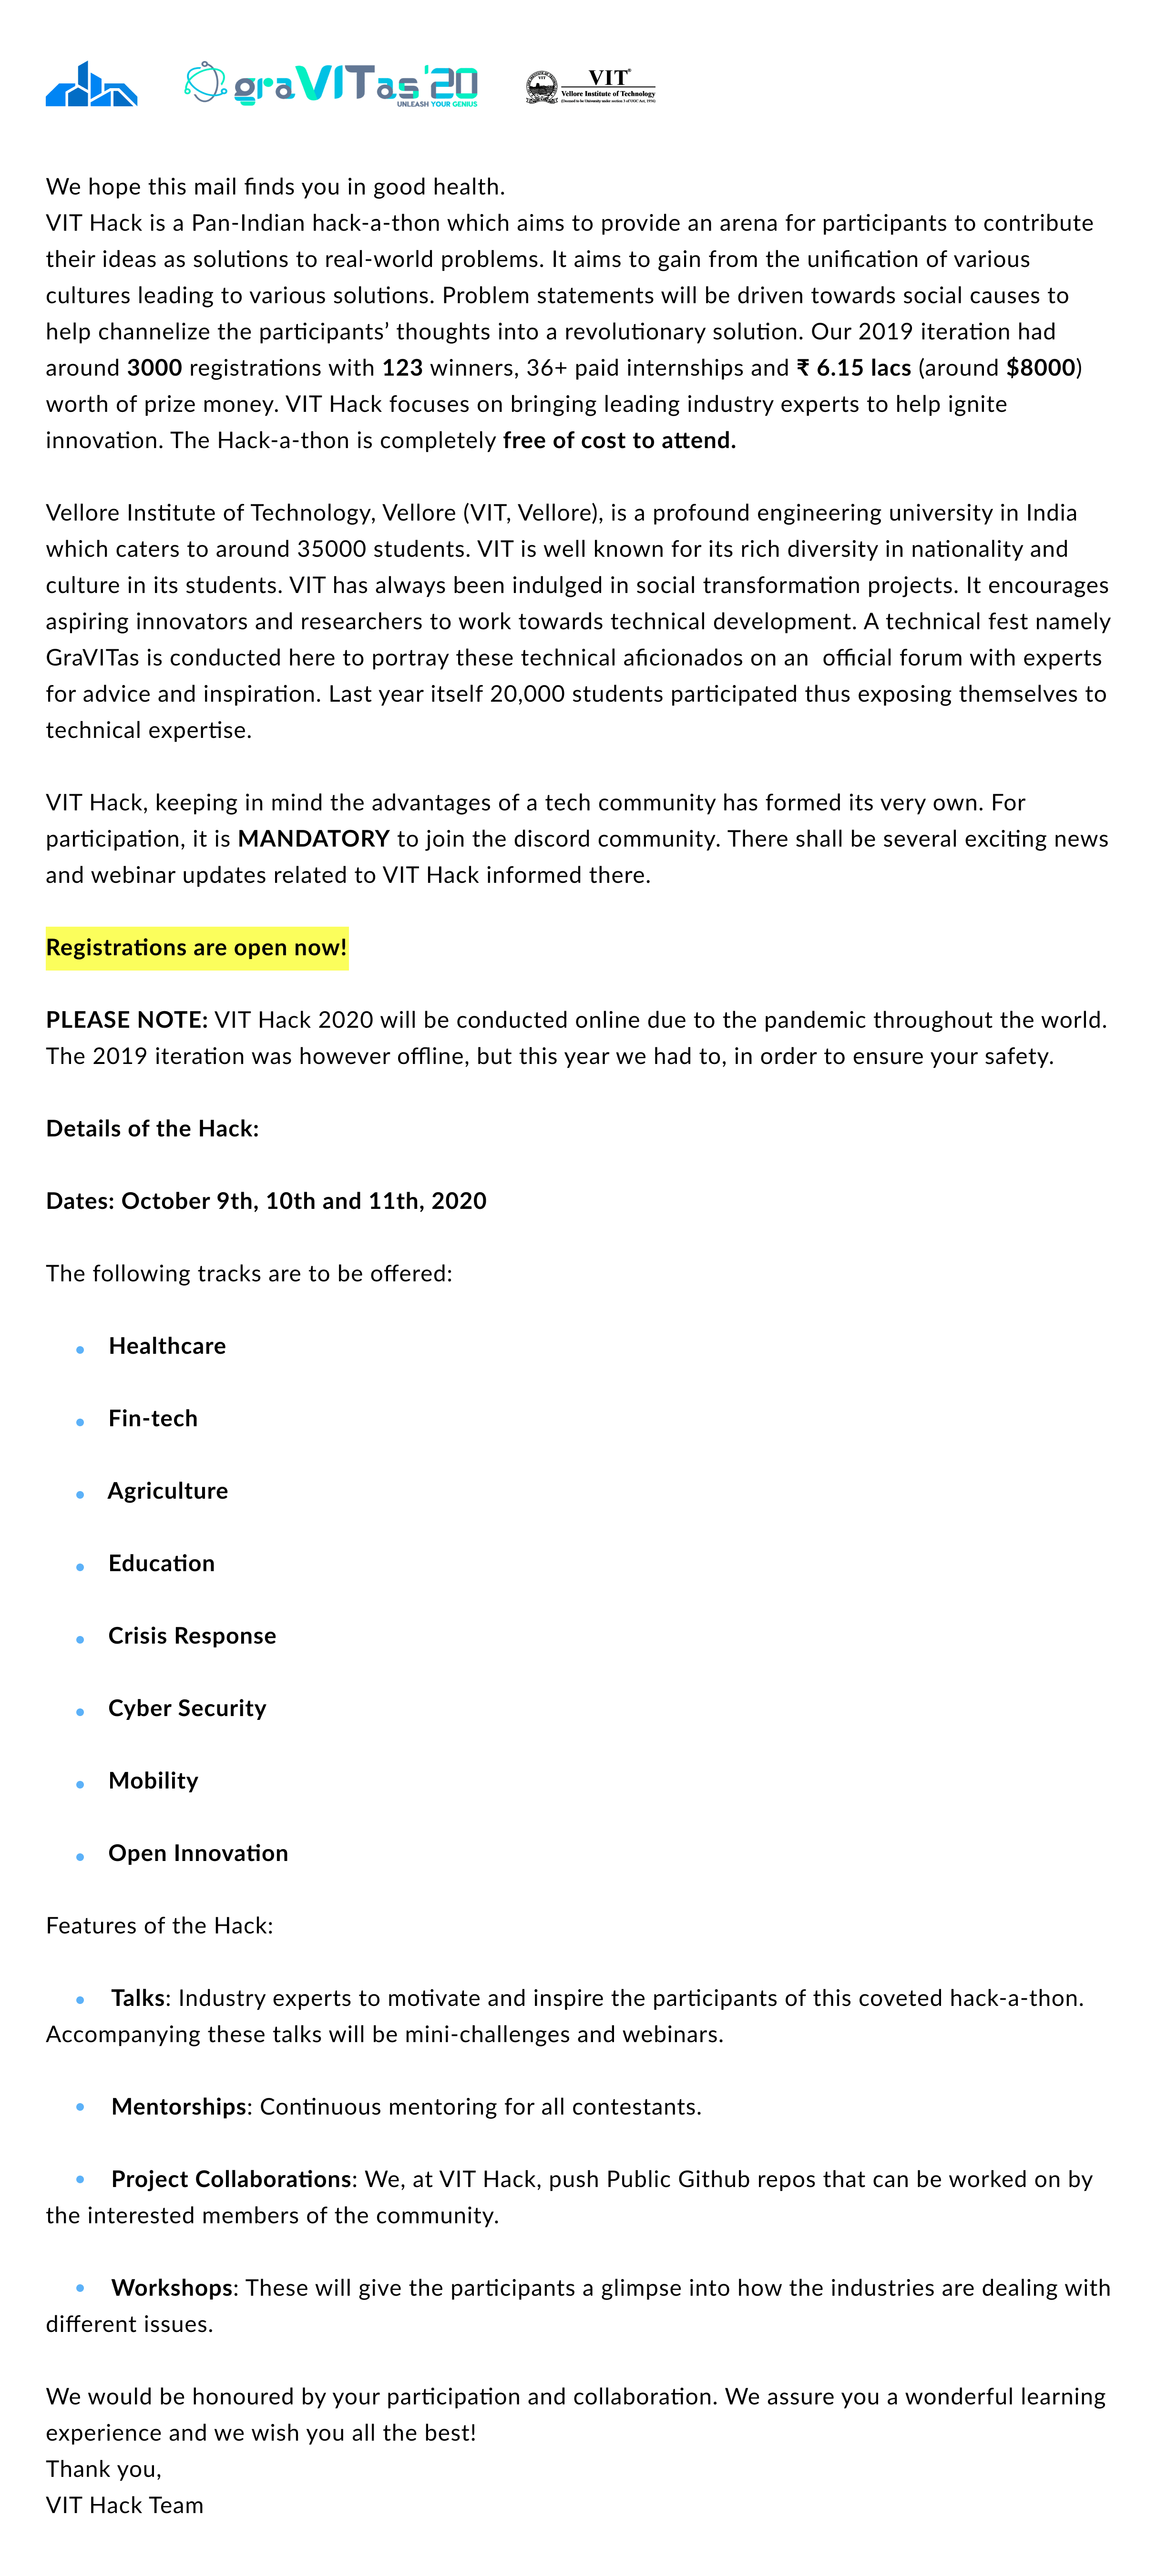 graVITas'20
UNLEASH YOUR GENIUS
VIT®
Vellore Institute of Technology
(Deemed to be University under section 3 of UGC Act, 1956)
We hope this mail finds you in good health.
VIT Hack is a Pan-Indian hack-a-thon which aims to provide an arena for participants to contribute
their ideas as solutions to real-world problems. It aims to gain from the unification of various
cultures leading to various solutions. Problem statements will be driven towards social causes to
help channelize the participants’ thoughts into a revolutionary solution. Our 2019 iteration had
around 3000 registrations with 123 winners, 36+ paid internships and ₹ 6.15 lacs (around $8000)
worth of prize money. VIT Hack focuses on bringing leading industry experts to help ignite
innovation. The Hack-a-thon is completely free of cost to attend.
Vellore Institute of Technology, Vellore (VIT, Vellore), is a profound engineering university in India
which caters to around 35000 students. VIT is well known for its rich diversity in nationality and
culture in its students. VIT has always been indulged in social transformation projects. It encourages
aspiring innovators and researchers to work towards technical development. A technical fest namely
GraVITas is conducted here to portray these technical aficionados on an  official forum with experts
for advice and inspiration. Last year itself 20,000 students participated thus exposing themselves to
technical expertise.
VIT Hack, keeping in mind the advantages of a tech community has formed its very own. For
participation, it is MANDATORY to join the discord community. There shall be several exciting news
and webinar updates related to VIT Hack informed there.
Registrations are open now!
PLEASE NOTE: VIT Hack 2020 will be conducted online due to the pandemic throughout the world.
The 2019 iteration was however offline, but this year we had to, in order to ensure your safety.
Details of the Hack:
Dates: October 9th, 10th and 11th, 2020
The following tracks are to be offered:
• Healthcare
• Fin-tech
• Agriculture
• Education
• Crisis Response
• Cyber Security
• Mobility
• Open Innovation
Features of the Hack:
• Talks: Industry experts to motivate and inspire the participants of this coveted hack-a-thon.
Accompanying these talks will be mini-challenges and webinars.
• Mentorships: Continuous mentoring for all contestants.
• Project Collaborations: We, at VIT Hack, push Public Github repos that can be worked on by
the interested members of the community.
• Workshops: These will give the participants a glimpse into how the industries are dealing with
different issues.
We would be honoured by your participation and collaboration. We assure you a wonderful learning
experience and we wish you all the best!
Thank you,
VIT Hack Team